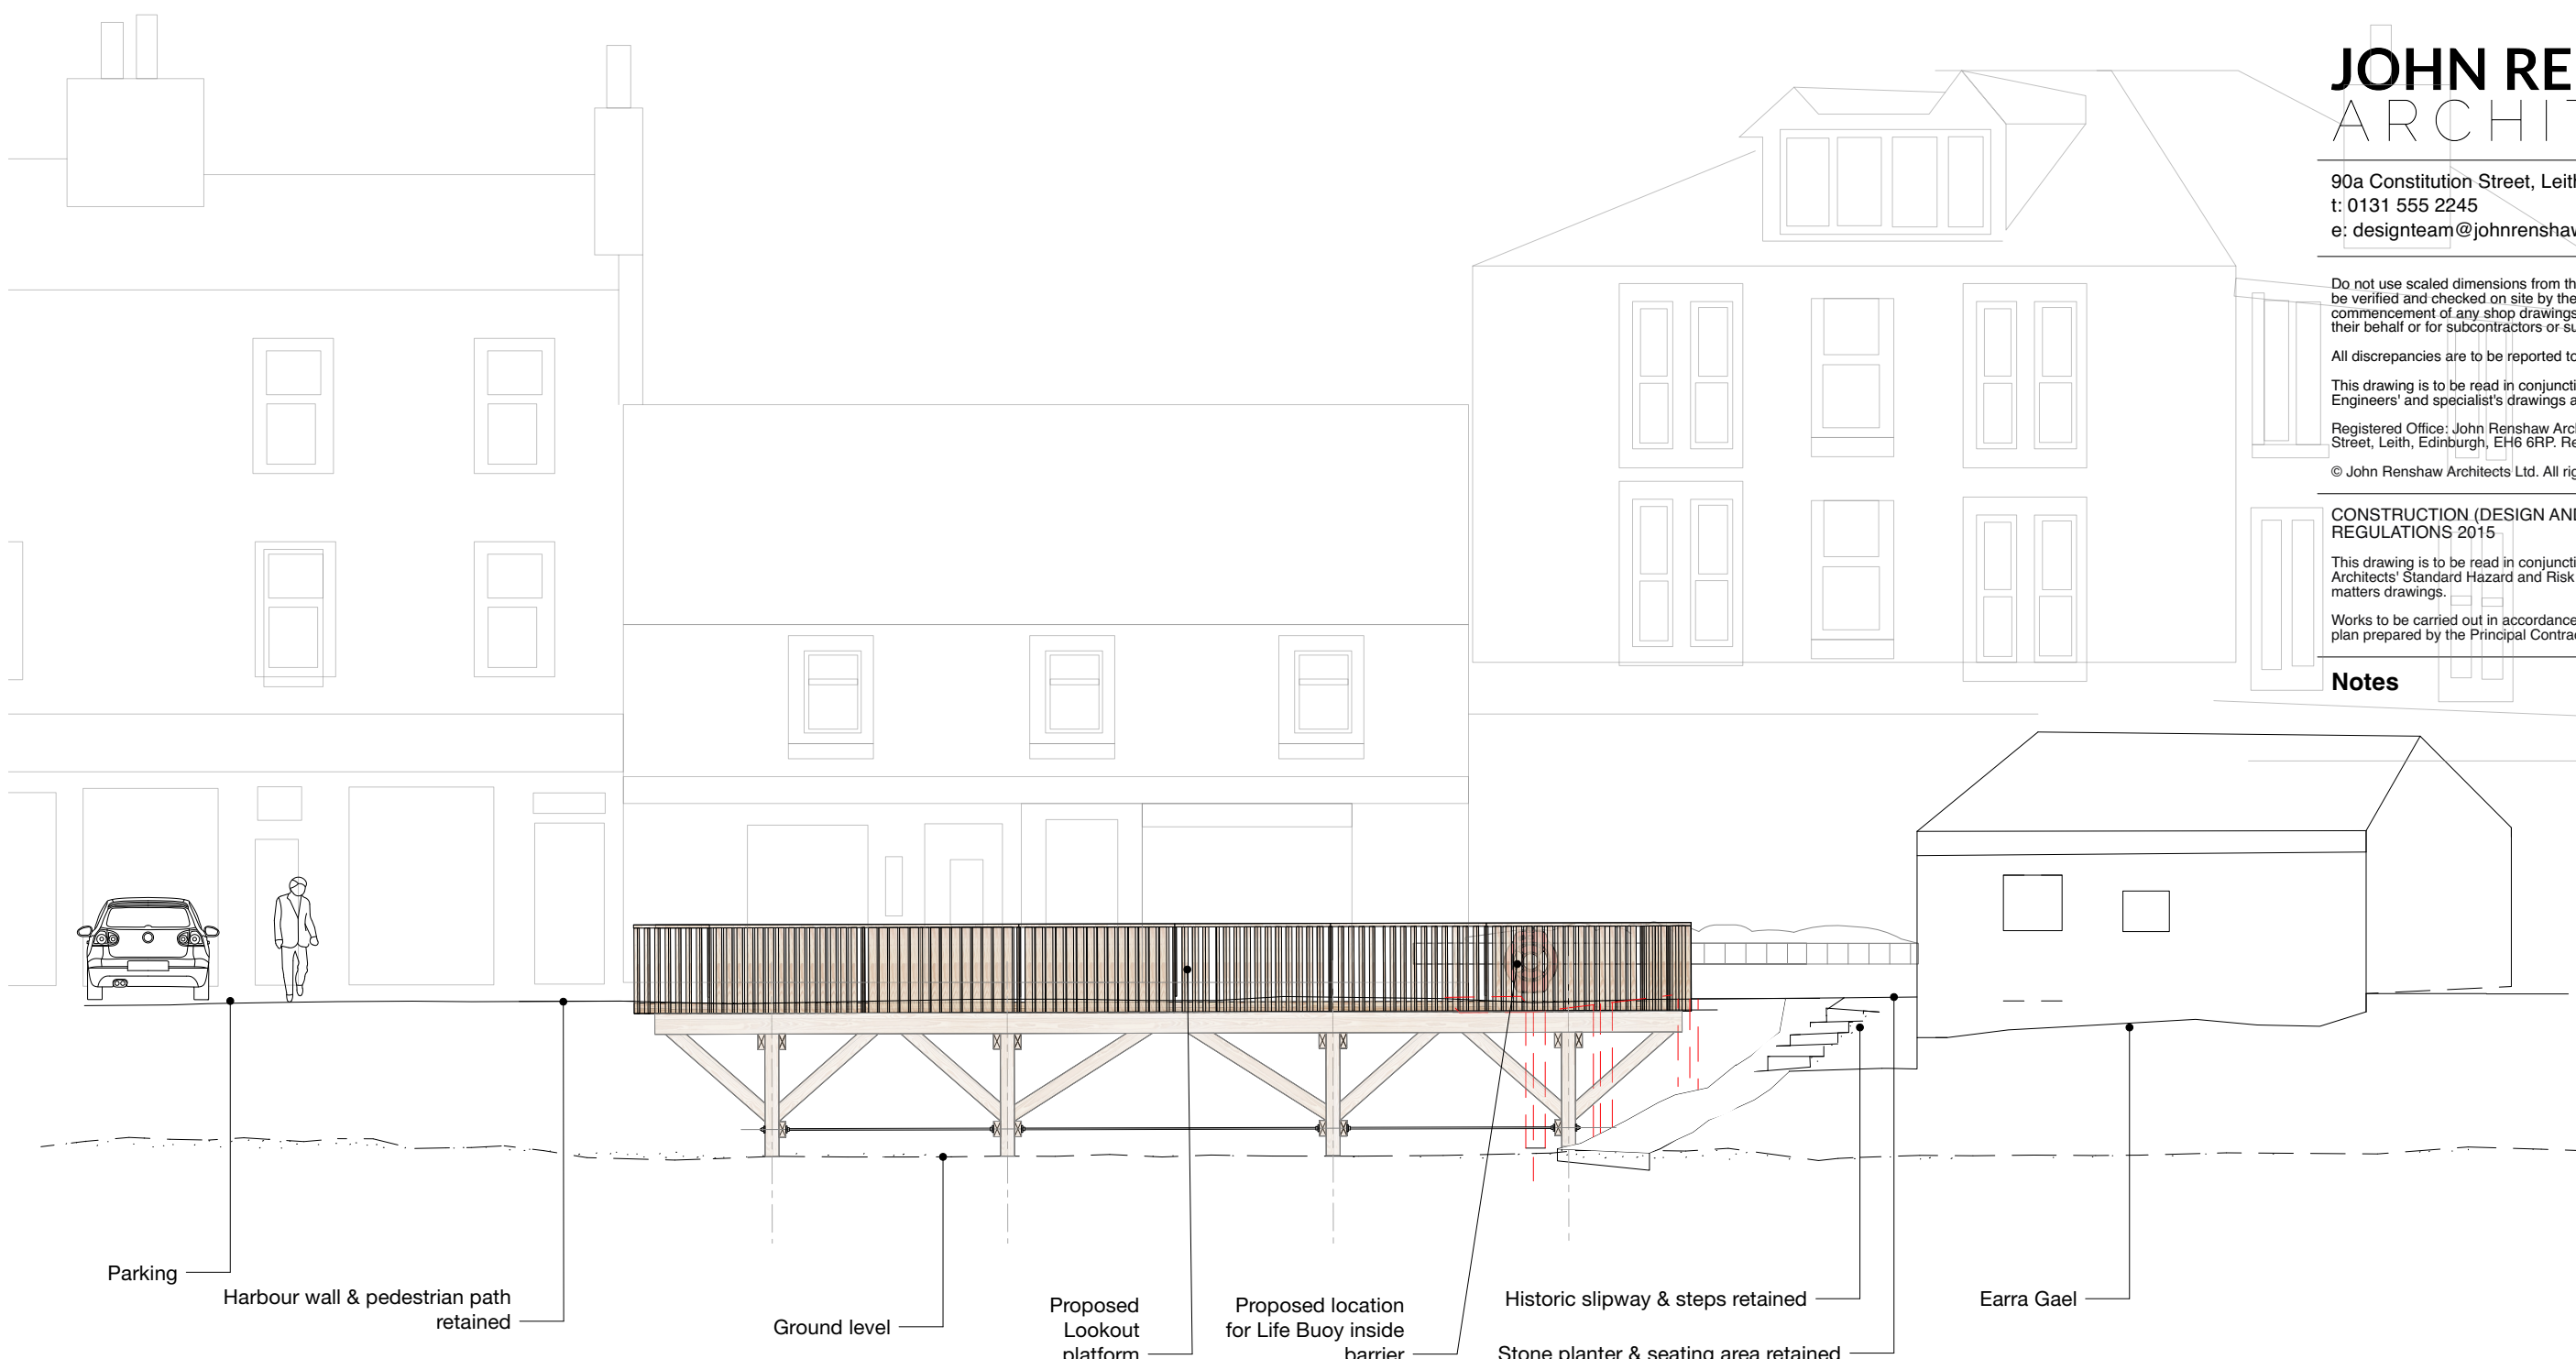 JOHN RE
ARCHIT
90a Constitution Street, Leith
t: 0131 555 2245
e: designteam@johnrenshaw
Do not use scaled dimensions from th
be verified and checked on site by the
commencement of any shop drawings
their behalf or for subcontractors or su
All discrepancies are to be reported to
This drawing is to be read in conjuncti
Engineers' and specialist's drawings a
Registered Office: John Renshaw Arc
Street, Leith, Edinburgh, EH6 6RP. Re
© John Renshaw Architects Ltd. All rig
CONSTRUCTION (DESIGN AND
REGULATIONS 2015
This drawing is to be read in conjuncti
Architects' Standard Hazard and Risk
matters drawings.
Works to be carried out in accordance
plan prepared by the Principal Contrac
Notes
Parking
Harbour wall & pedestrian path
retained
Ground level
Proposed
Lookout
platform
Proposed location
for Life Buoy inside
barrier
Historic slipway & steps retained
Stone planter & seating area retained
Earra Gael